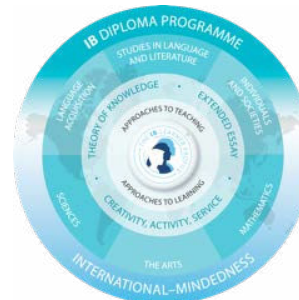 IB DIPLOMA PROGRAMME
STUDIES IN LANGUAGE
AND LITERATURE
LANGUAGE
ACQUISITION
INDIVIDUALS
AND SOCIETIES
THEORY OF KNOWLEDGE
EXTENDED ESSAY
APPROACHES TO TEACHING
APPROACHES TO LEARNING
CREATIVITY, ACTIVITY, SERVICE
SCIENCES
MATHEMATICS
THE ARTS
INTERNATIONAL-MINDEDNESS